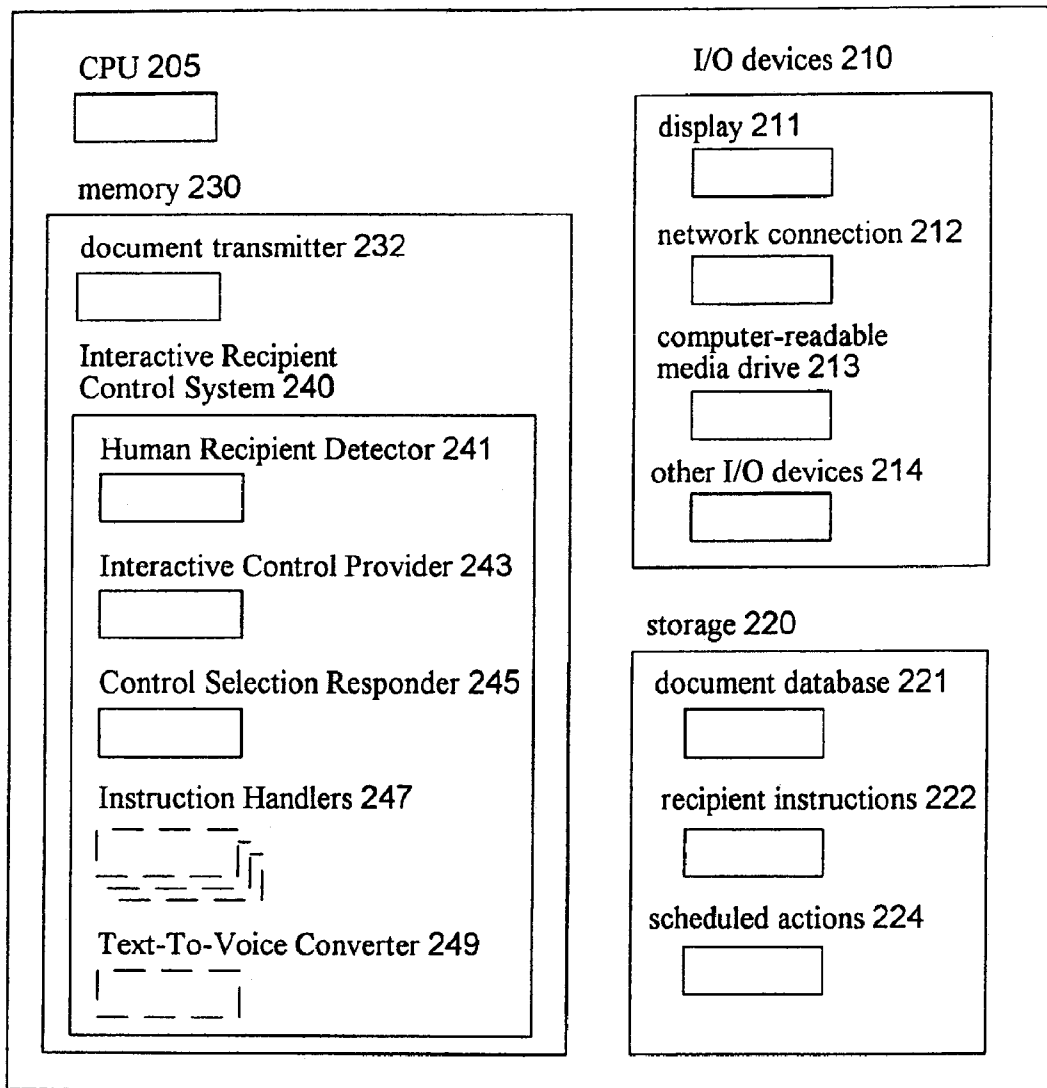 CPU 205
memory 230
document transmitter 232
Interactive Recipient
Control System 240
Human Recipient Detector 241
Interactive Control Provider 243
Control Selection Responder 245
Instruction Handlers 247
Text-To-Voice Converter 249
I/O devices 210
display 211
network connection 212
computer-readable
media drive 213
other I/O devices 214
storage 220
document database 221
recipient instructions 222
scheduled actions 224